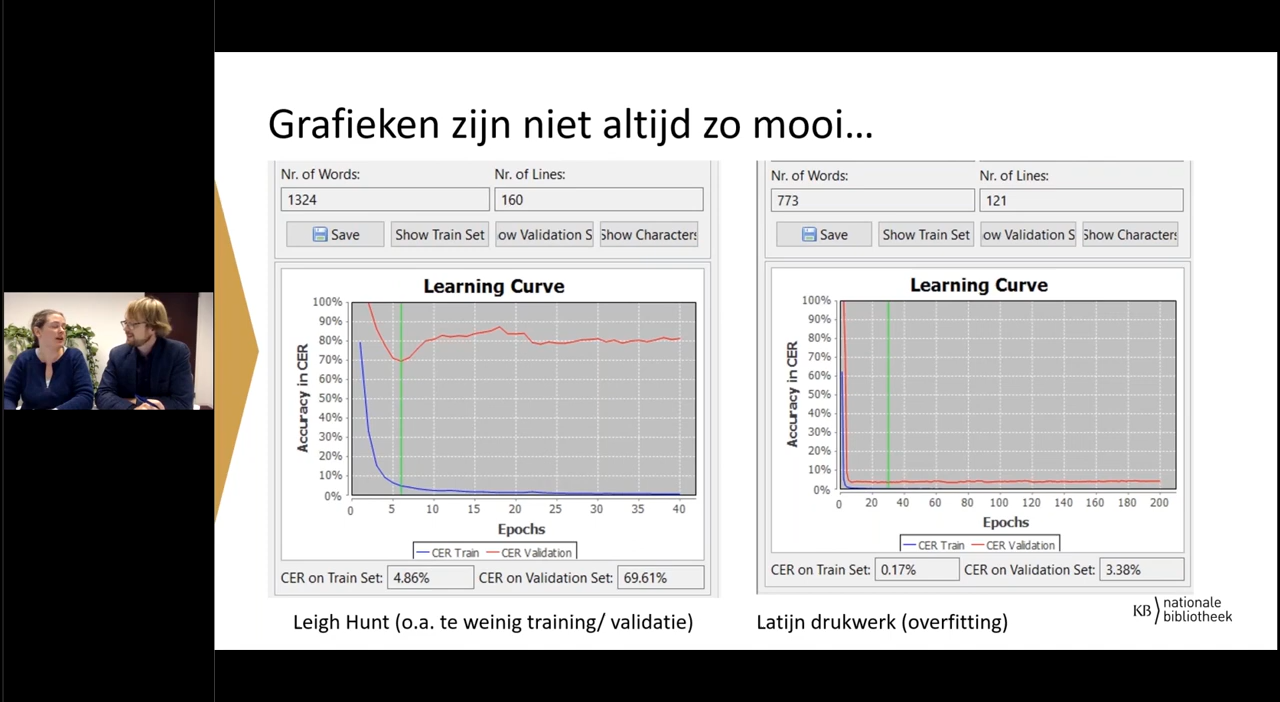 Grafieken zijn niet altijd zo mooi...
Nr. of Words:
Nr. of Lines:
1324
160
Save
Show Train Set
ow Validation S
Show Characters
Learning Curve
100%
90%
80%
70%
60%
50%
40%
30%
20%
10%
0%
Accuracy in CER
0 5 10 15 20 25 30 35 40
Epochs
CER Train CER Validation
CER on Train Set: 4.86% CER on Validation Set: 69.61%
Leigh Hunt (o.a. te weinig training/ validatie)
Nr. of Words:
Nr. of Lines:
773
121
Save
Show Train Set
ow Validation S
Show Characters
Learning Curve
100%
90%
80%
70%
60%
50%
40%
30%
20%
10%
0%
Accuracy in CER
0 20 40 60 80 100 120 140 160 180 200
Epochs
CER Train CER Validation
CER on Train Set: 0.17% CER on Validation Set: 3.38%
Latijn drukwerk (overfitting)
KB nationale
bibliotheek